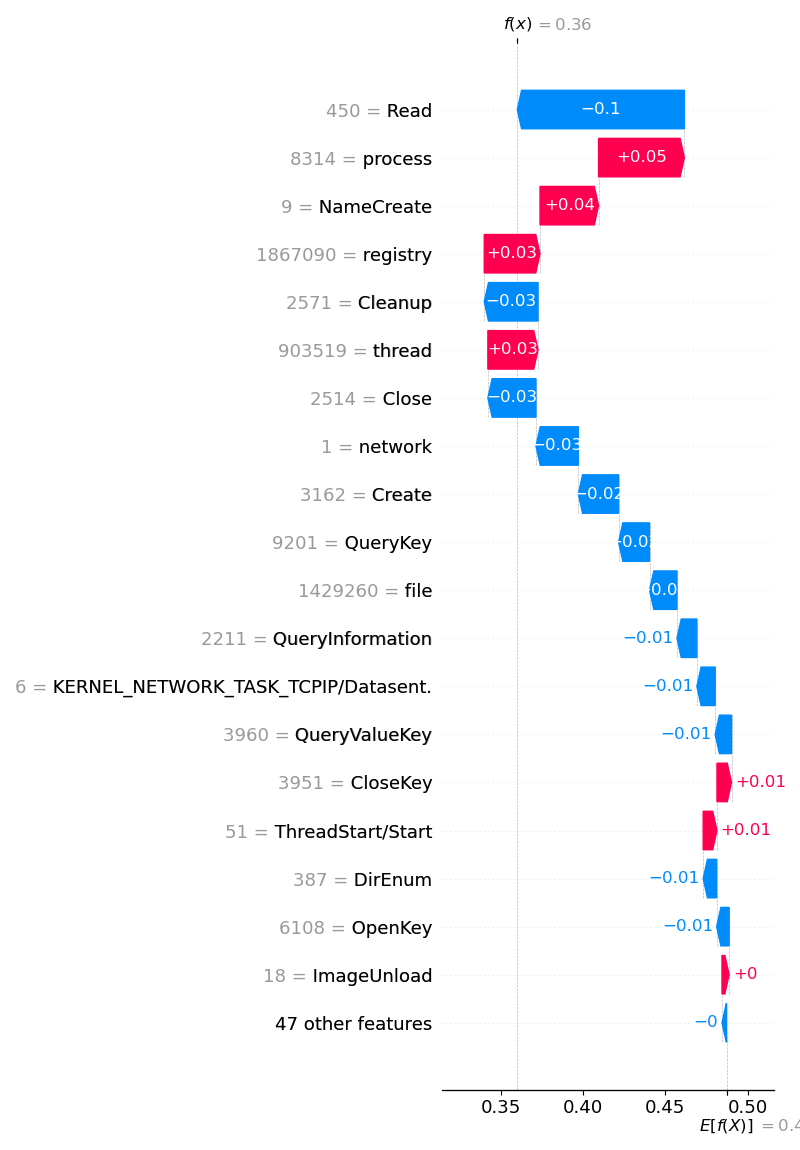 f(x) = 0.36
450 = Read −0.1
8314 = process +0.05
9 = NameCreate +0.04
1867090 = registry +0.03
2571 = Cleanup −0.03
903519 = thread +0.03
2514 = Close −0.03
1 = network −0.03
3162 = Create −0.02
9201 = QueryKey
1429260 = file
2211 = QueryInformation −0.01
6 = KERNEL_NETWORK_TASK_TCPIP/Datasent. −0.01
3960 = QueryValueKey −0.01
3951 = CloseKey +0.01
51 = ThreadStart/Start +0.01
387 = DirEnum −0.01
6108 = OpenKey −0.01
18 = ImageUnload +0
47 other features −0
0.35 0.40 0.45 0.50
E[f(X)] =